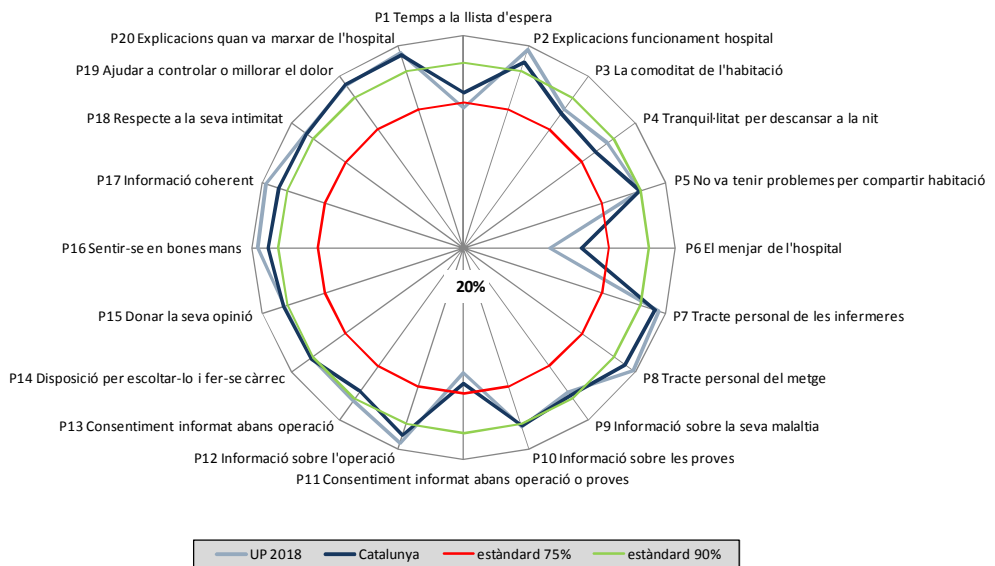 P1 Temps a la llista d'espera
P2 Explicacions funcionament hospital
P3 La comoditat de l'habitació
P4 Tranquil·litat per descansar a la nit
P5 No va tenir problemes per compartir habitació
P6 El menjar de l'hospital
P7 Tracte personal de les infermeres
P8 Tracte personal del metge
P9 Informació sobre la seva malaltia
P10 Informació sobre les proves
P11 Consentiment informat abans operació o proves
P12 Informació sobre l'operació
P13 Consentiment informat abans operació
P14 Disposició per escoltar-lo i fer-se càrrec
P15 Donar la seva opinió
P16 Sentir-se en bones mans
P17 Informació coherent
P18 Respecte a la seva intimitat
P19 Ajudar a controlar o millorar el dolor
P20 Explicacions quan va marxar de l'hospital
20%
UP 2018
Catalunya
estàndard 75%
estàndard 90%